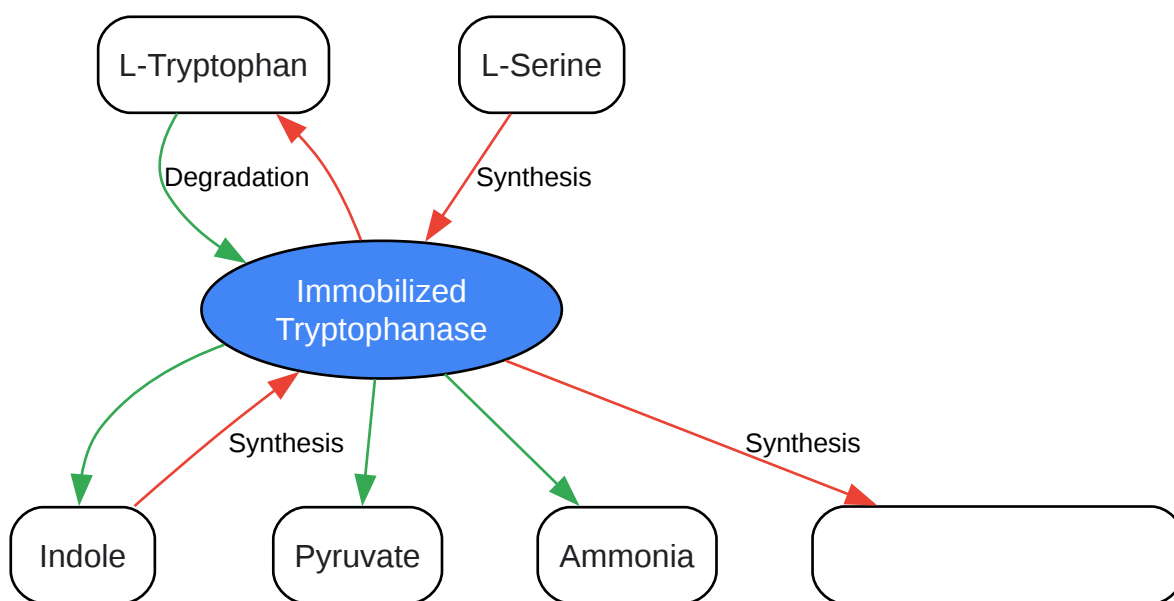 L-Tryptophan
L-Serine
Degradation
Synthesis
Immobilized
Tryptophanase
Synthesis
Synthesis
Indole
Pyruvate
Ammonia